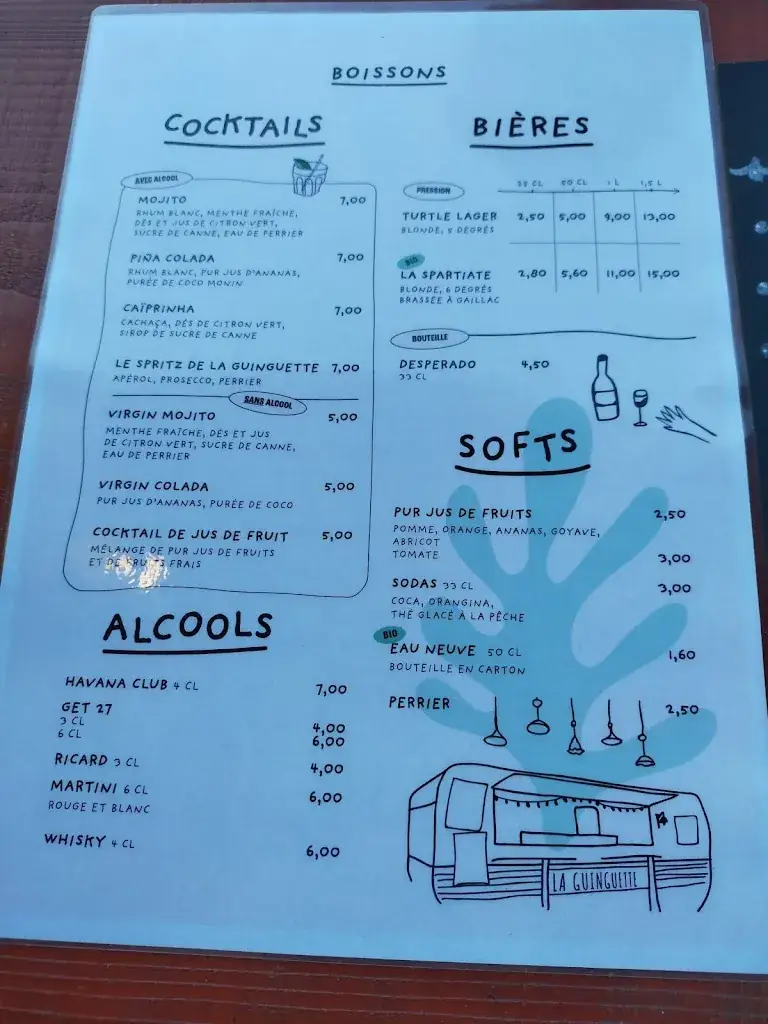 BOISSONS
COCKTAILS
AVEC ALCOOL
MOJITO 7,00
RHUM BLANC, MENTHE FRAÎCHE,
DÉS ET JUS DE CITRON VERT,
SUCRE DE CANNE, EAU DE PERRIER
PIÑA COLADA 7,00
RHUM BLANC, PUR JUS D'ANANAS,
PURÉE DE COCO MONIN
CAÏPRINHA 7,00
CACHAÇA, DÉS DE CITRON VERT,
SIROP DE SUCRE DE CANNE
LE SPRITZ DE LA GUINGUETTE 7,00
APÉROL, PROSECCO, PERRIER
SANS ALCOOL
VIRGIN MOJITO 5,00
MENTHE FRAÎCHE, DÉS ET JUS
DE CITRON VERT, SUCRE DE CANNE,
EAU DE PERRIER
VIRGIN COLADA 5,00
PUR JUS D'ANANAS, PURÉE DE COCO
COCKTAIL DE JUS DE FRUIT 5,00
MÉLANGE DE PUR JUS DE FRUITS
ET DE FRUITS FRAIS
ALCOOLS
HAVANA CLUB 4 CL 7,00
GET 27
3 CL 4,00
6 CL 6,00
RICARD 3 CL 4,00
MARTINI 6 CL 6,00
ROUGE ET BLANC
WHISKY 4 CL 6,00
BIÈRES
PRESSION 50 CL 1 L 1,5 L
TURTLE LAGER 2,50 5,00 9,00 13,00
BLONDE, 5 DEGRÉS
BIO
LA SPARTIATE 2,80 5,60 11,00 15,00
BLONDE, 6 DEGRÉS
BRASSÉE À GAILLAC
BOUTEILLE
DESPERADO 4,50
33 CL
SOFTS
PUR JUS DE FRUITS 2,50
POMME, ORANGE, ANANAS, GOYAVE,
ABRICOT
TOMATE 3,00
SODAS 33 CL 3,00
COCA, ORANGINA,
THÉ GLACÉ À LA PÊCHE
BIO
EAU NEUVE 50 CL 1,60
BOUTEILLE EN CARTON
PERRIER 2,50
LA GUINGUETTE